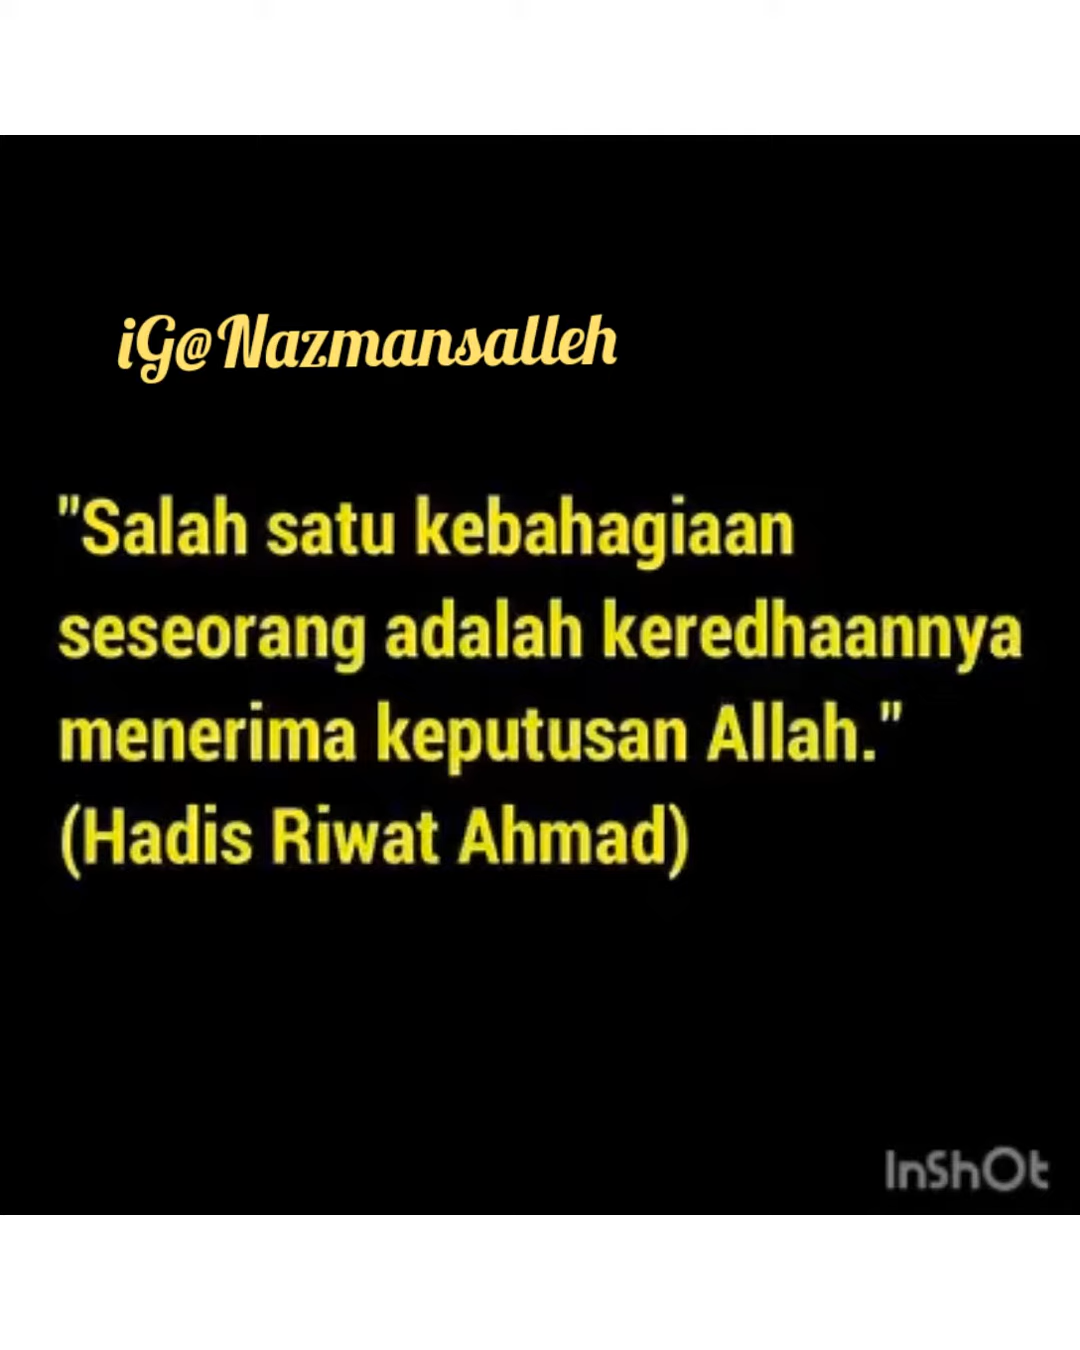 iG@Nazmansalleh
"Salah satu kebahagiaan
seseorang adalah keredhaannya
menerima keputusan Allah."
(Hadis Riwat Ahmad)
InShOt